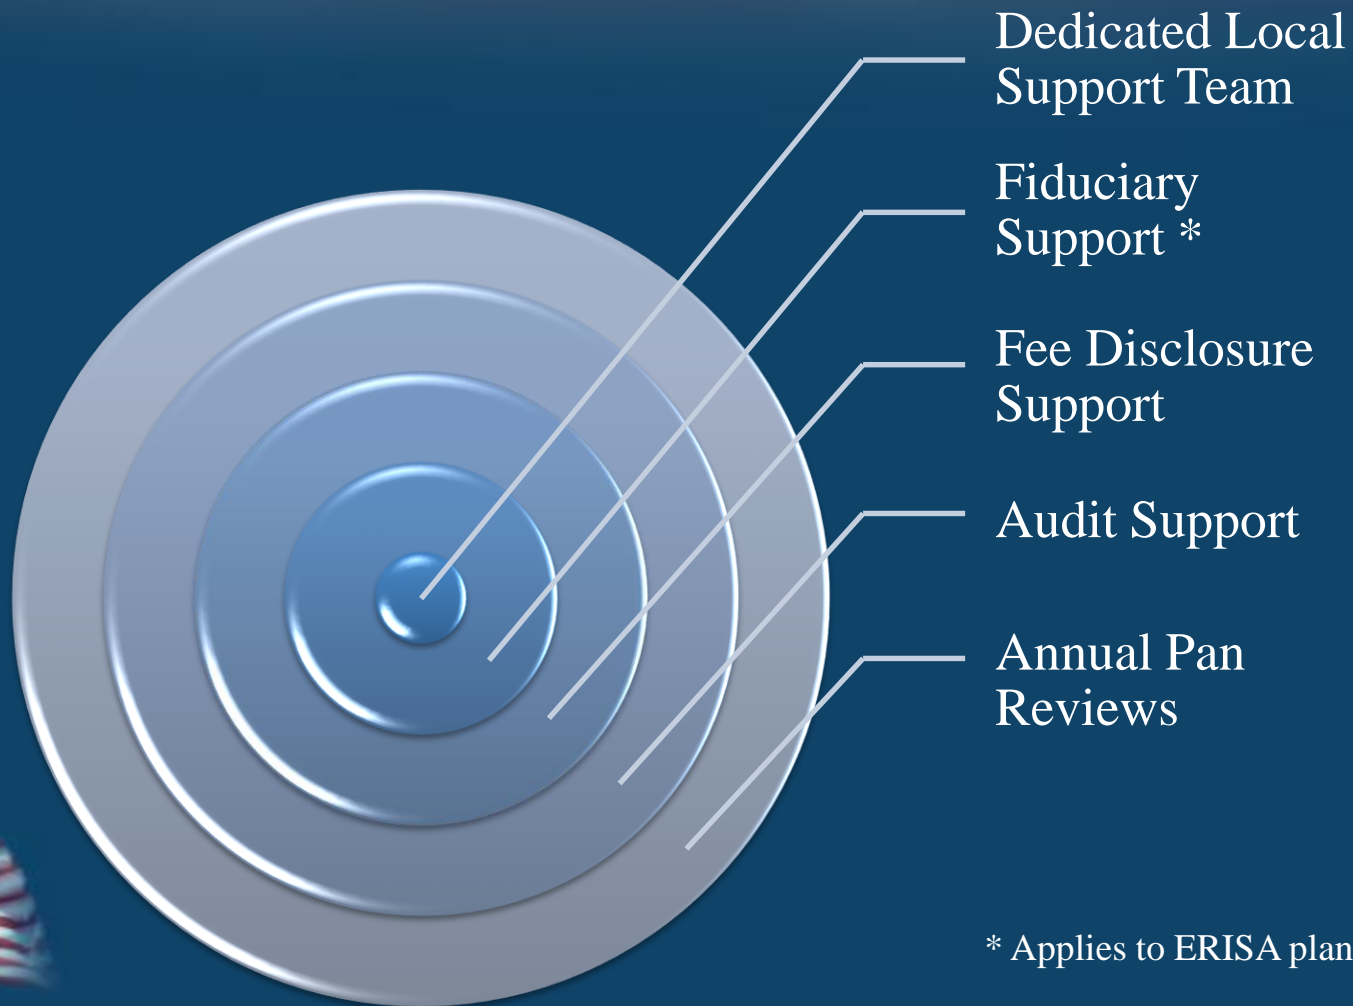 Dedicated Local
Support Team
Fiduciary
Support *
Fee Disclosure
Support
Audit Support
Annual Pan
Reviews
* Applies to ERISA plan